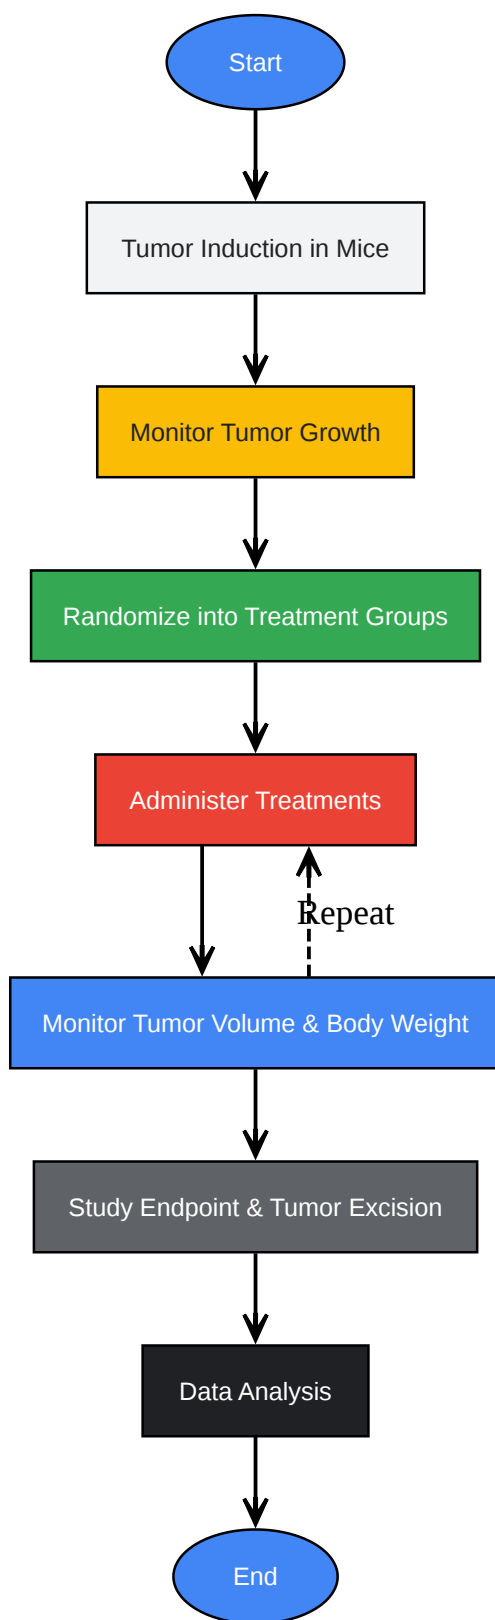 Start
Tumor Induction in Mice
Monitor Tumor Growth
Randomize into Treatment Groups
Administer Treatments
Repeat
Monitor Tumor Volume & Body Weight
Study Endpoint & Tumor Excision
Data Analysis
End